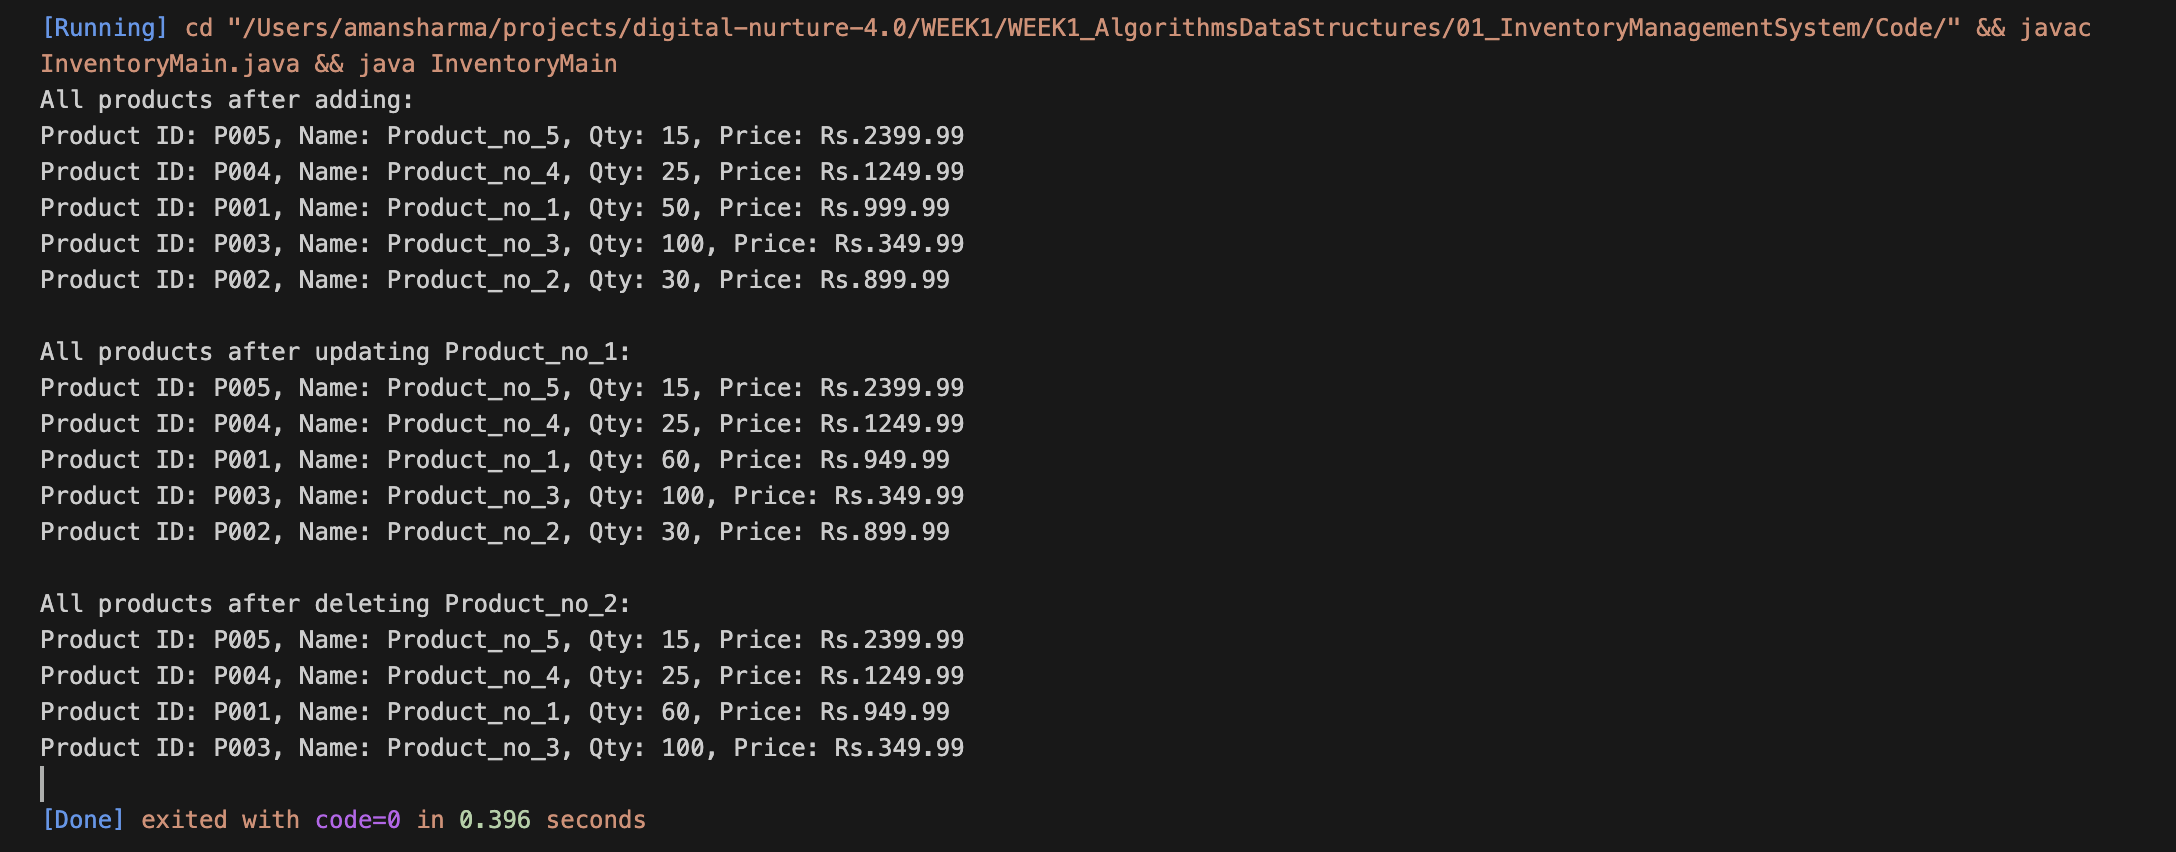 [Running] cd "/Users/amansharma/projects/digital-nurture-4.0/WEEK1/WEEK1_AlgorithmsDataStructures/01_InventoryManagementSystem/Code/" && javac
InventoryMain.java && java InventoryMain
All products after adding:
Product ID: P005, Name: Product_no_5, Qty: 15, Price: Rs.2399.99
Product ID: P004, Name: Product_no_4, Qty: 25, Price: Rs.1249.99
Product ID: P001, Name: Product_no_1, Qty: 50, Price: Rs.999.99
Product ID: P003, Name: Product_no_3, Qty: 100, Price: Rs.349.99
Product ID: P002, Name: Product_no_2, Qty: 30, Price: Rs.899.99

All products after updating Product_no_1:
Product ID: P005, Name: Product_no_5, Qty: 15, Price: Rs.2399.99
Product ID: P004, Name: Product_no_4, Qty: 25, Price: Rs.1249.99
Product ID: P001, Name: Product_no_1, Qty: 60, Price: Rs.949.99
Product ID: P003, Name: Product_no_3, Qty: 100, Price: Rs.349.99
Product ID: P002, Name: Product_no_2, Qty: 30, Price: Rs.899.99

All products after deleting Product_no_2:
Product ID: P005, Name: Product_no_5, Qty: 15, Price: Rs.2399.99
Product ID: P004, Name: Product_no_4, Qty: 25, Price: Rs.1249.99
Product ID: P001, Name: Product_no_1, Qty: 60, Price: Rs.949.99
Product ID: P003, Name: Product_no_3, Qty: 100, Price: Rs.349.99

[Done] exited with code=0 in 0.396 seconds